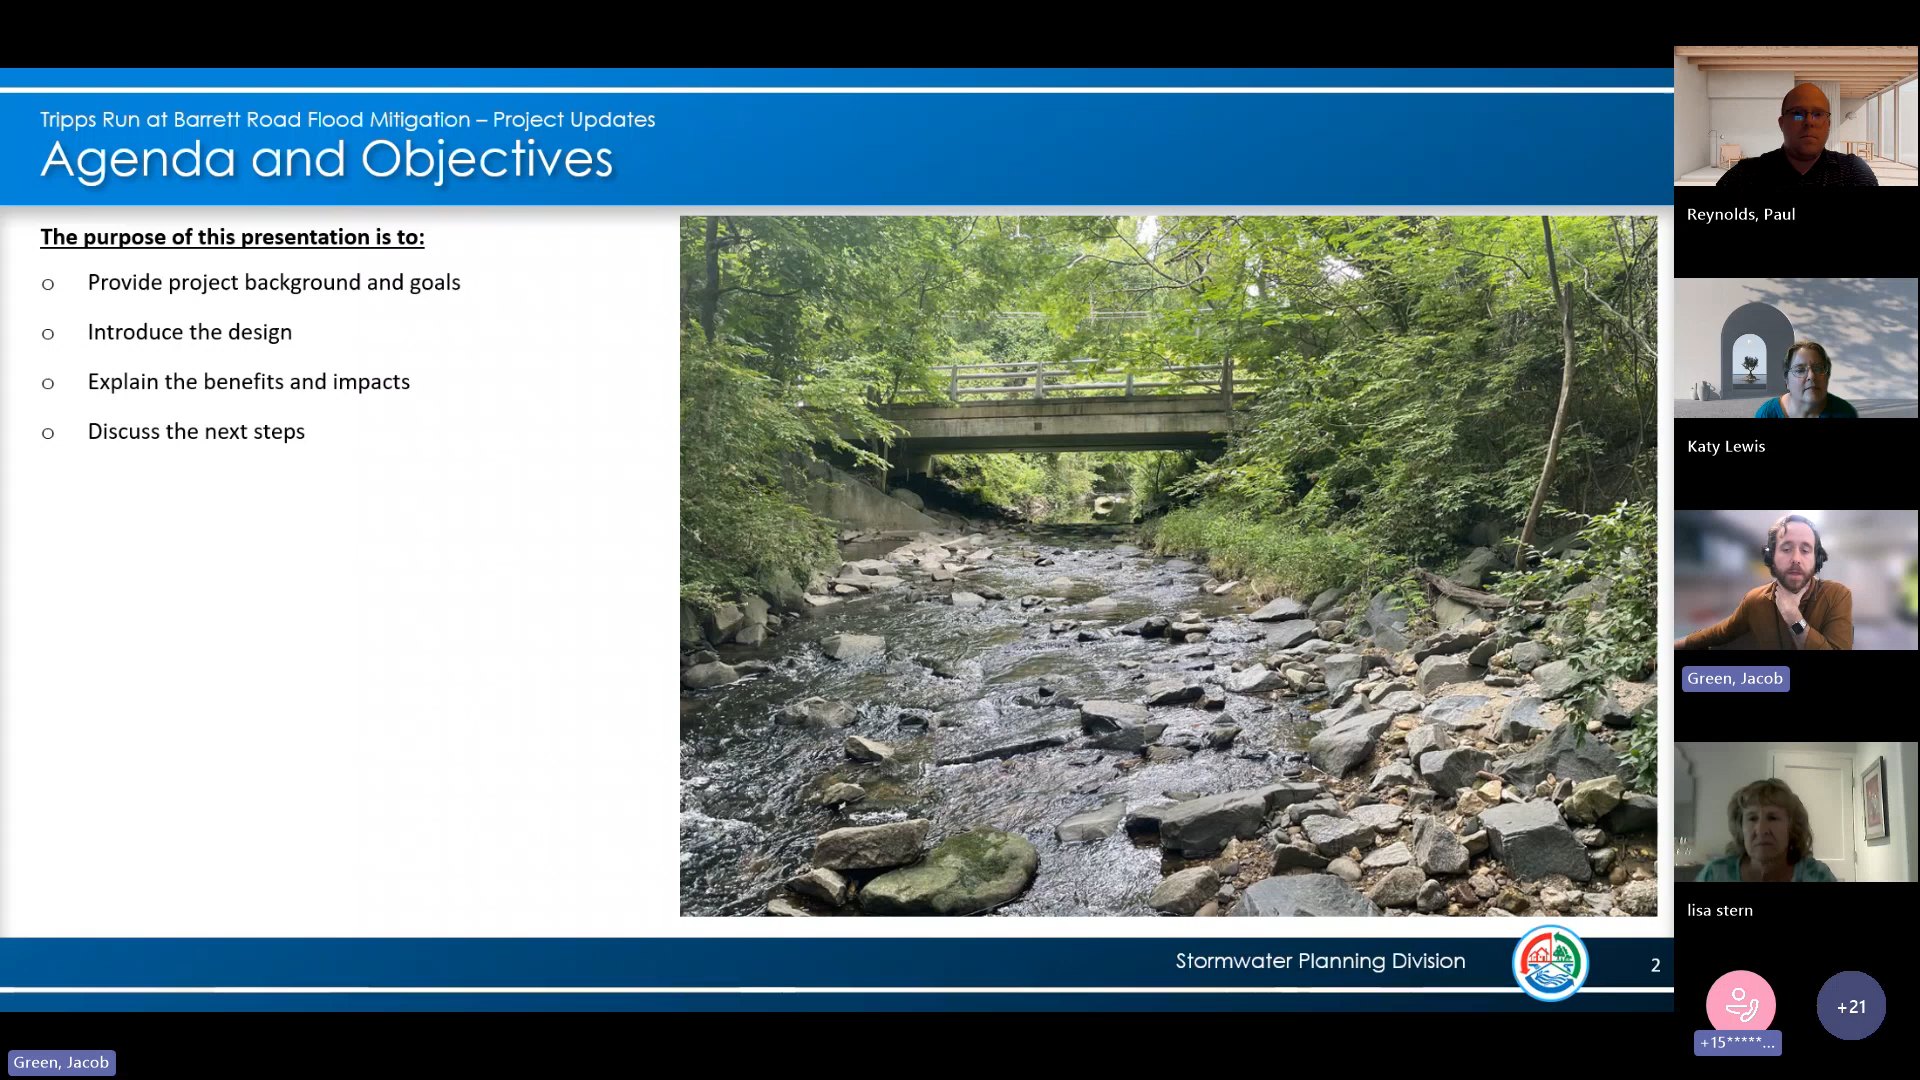 Tripps Run at Barrett Road Flood Mitigation – Project Updates
Agenda and Objectives
The purpose of this presentation is to:
o Provide project background and goals
o Introduce the design
o Explain the benefits and impacts
o Discuss the next steps
Stormwater Planning Division
2
Reynolds, Paul
Katy Lewis
Green, Jacob
lisa stern
+15*****...
+21
Green, Jacob